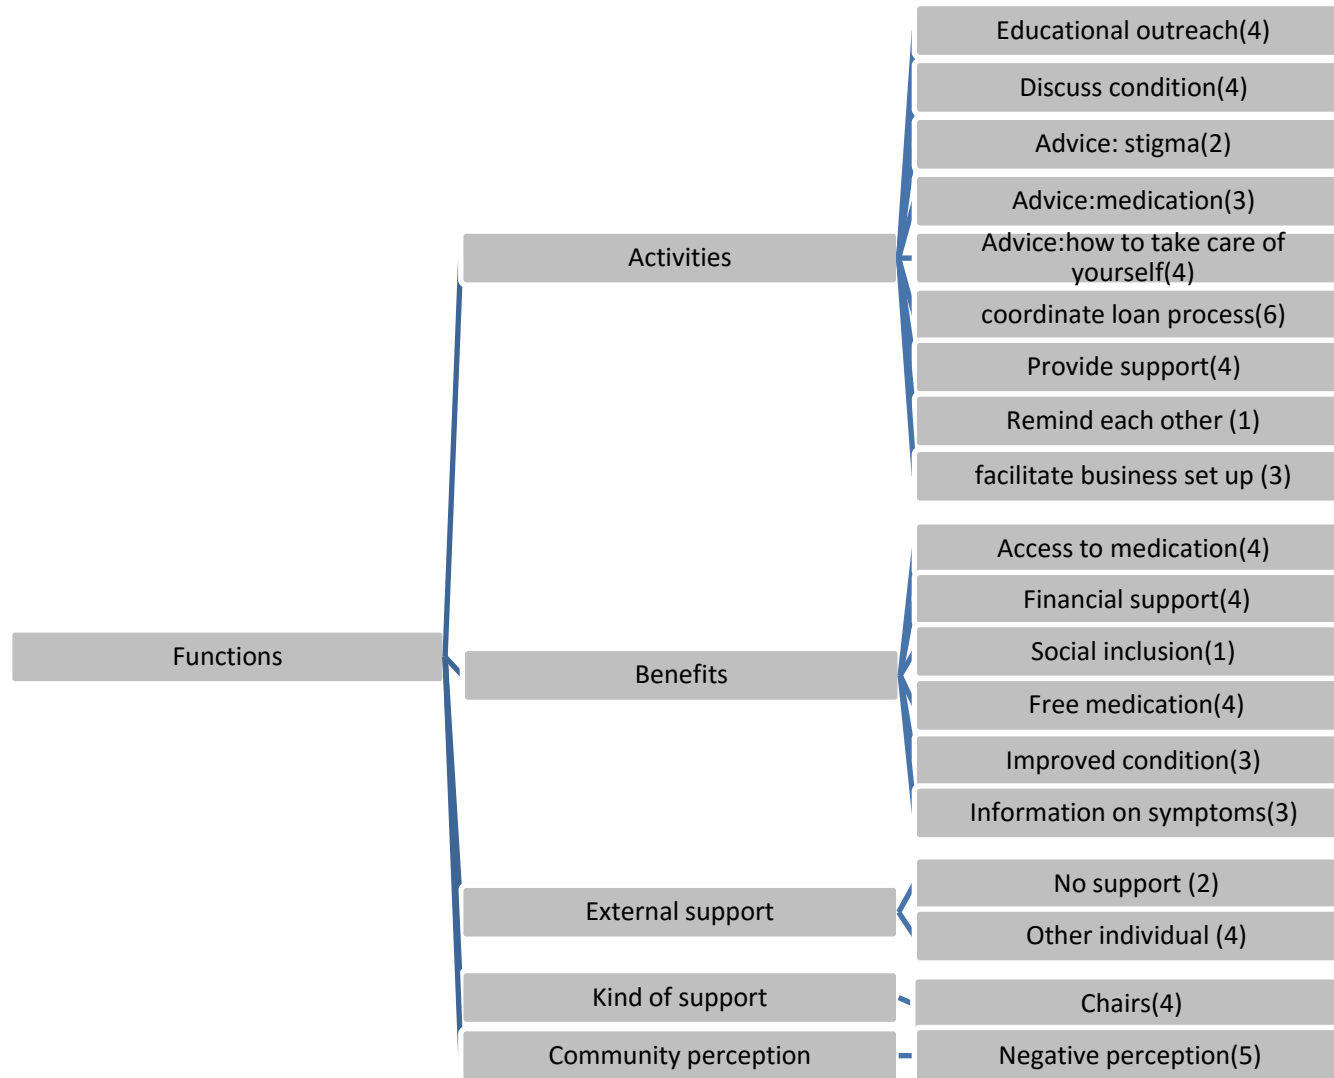 Functions
Activities
Educational outreach(4)
Discuss condition(4)
Advice: stigma(2)
Advice:medication(3)
Advice:how to take care of
yourself(4)
coordinate loan process(6)
Provide support(4)
Remind each other (1)
facilitate business set up (3)
Benefits
Access to medication(4)
Financial support(4)
Social inclusion(1)
Free medication(4)
Improved condition(3)
Information on symptoms(3)
External support
No support (2)
Other individual (4)
Kind of support
Chairs(4)
Community perception
Negative perception(5)